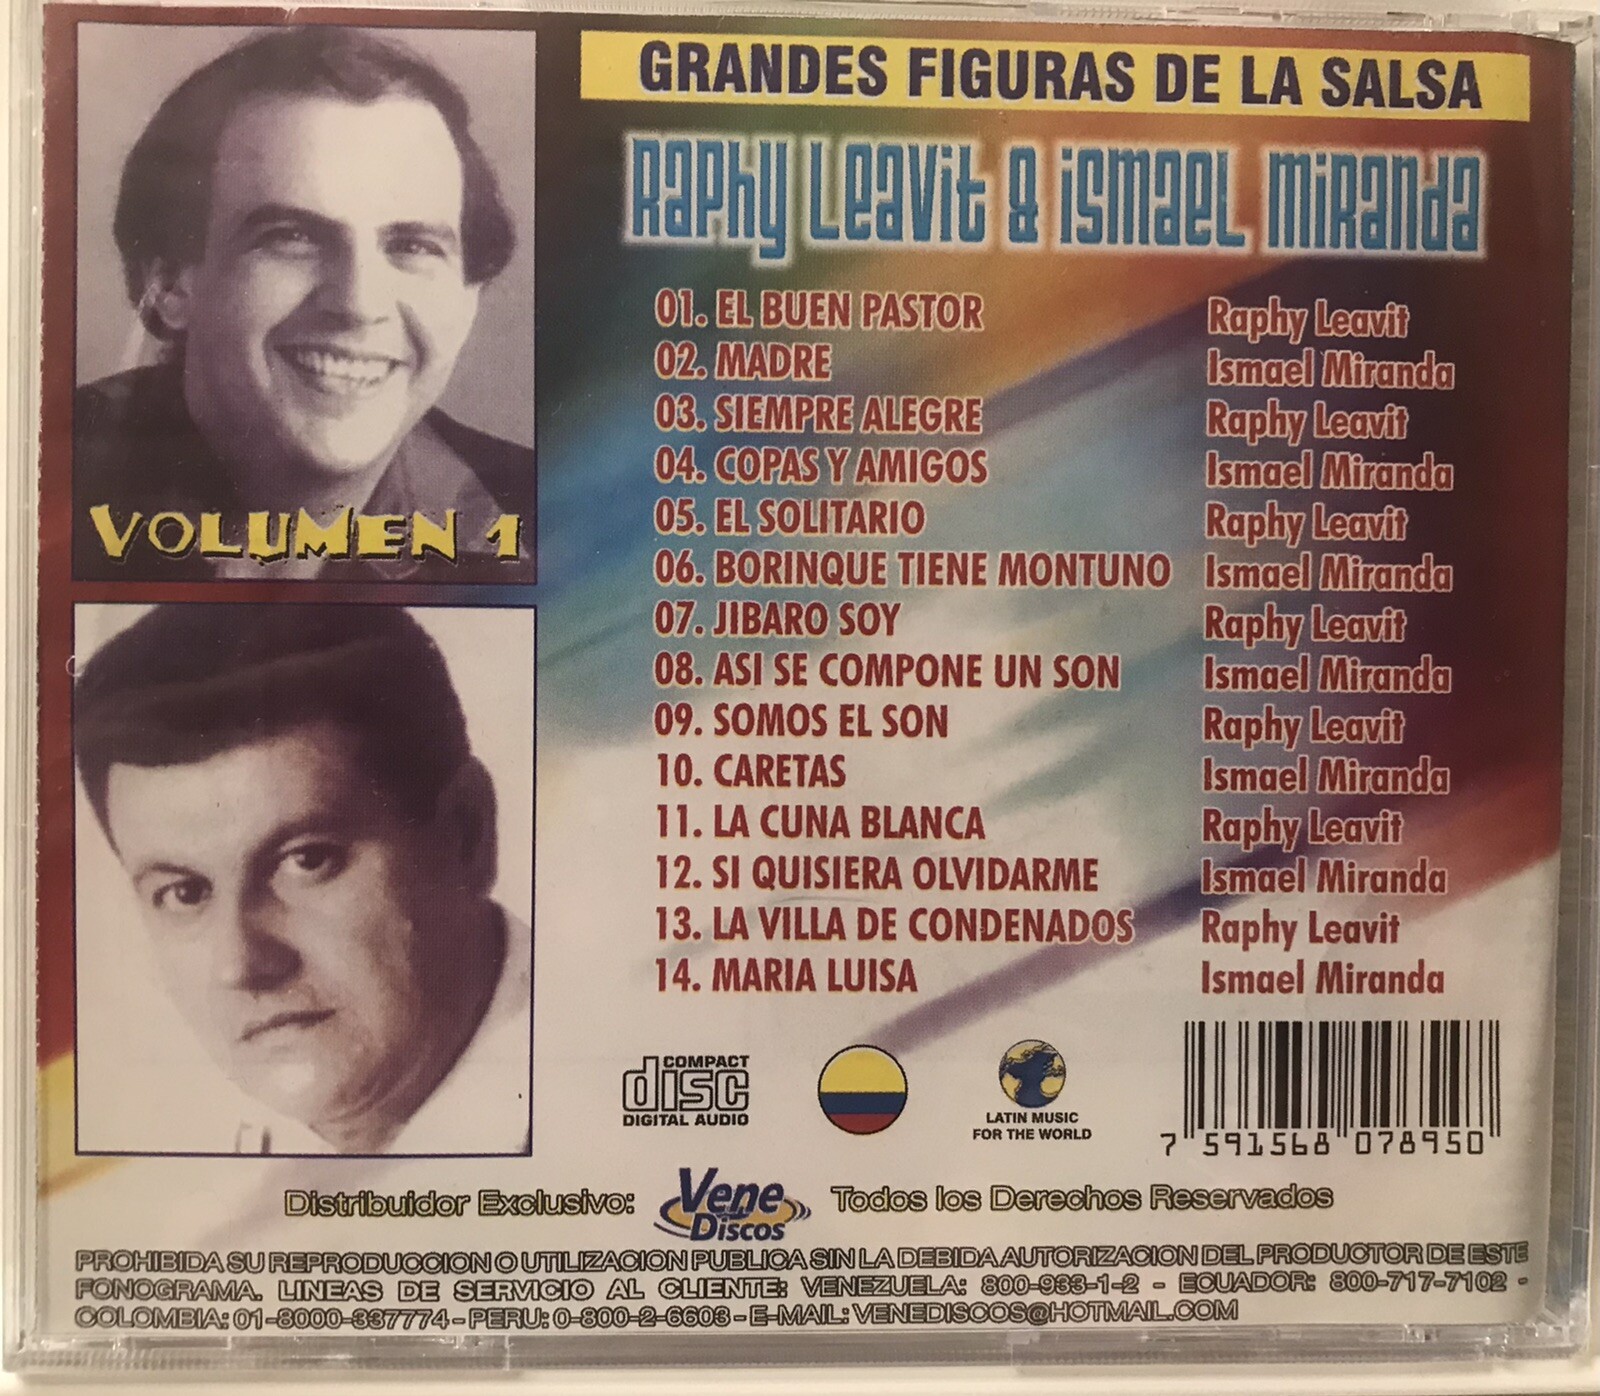 GRANDES FIGURAS DE LA SALSA
Raphy Leavit & ismael miranda
01. EL BUEN PASTOR Raphy Leavit
02. MADRE Ismael Miranda
03. SIEMPRE ALEGRE Raphy Leavit
04. COPAS Y AMIGOS Ismael Miranda
05. EL SOLITARIO Raphy Leavit
06. BORINQUE TIENE MONTUNO Ismael Miranda
07. JIBARO SOY Raphy Leavit
08. ASI SE COMPONE UN SON Ismael Miranda
09. SOMOS EL SON Raphy Leavit
10. CARETAS Ismael Miranda
11. LA CUNA BLANCA Raphy Leavit
12. SI QUISIERA OLVIDARME Ismael Miranda
13. LA VILLA DE CONDENADOS Raphy Leavit
14. MARIA LUISA Ismael Miranda
VOLUMEN 1
COMPACT
disc
DIGITAL AUDIO
LATIN MUSIC
FOR THE WORLD
7 591568 078950
Distribuidor Exclusivo: Vene Discos Todos los Derechos Reservados
PROHIBIDA SU REPRODUCCION O UTILIZACION PUBLICA SIN LA DEBIDA AUTORIZACION DEL PRODUCTOR DE ESTE
FONOGRAMA. LINEAS DE SERVICIO AL CLIENTE: VENEZUELA: 800-933-1-2 - ECUADOR: 800-717-7102 -
COLOMBIA: 01-8000-337774 - PERU: 0-800-2-6603 - E-MAIL: VENEDISCOS@HOTMAIL.COM